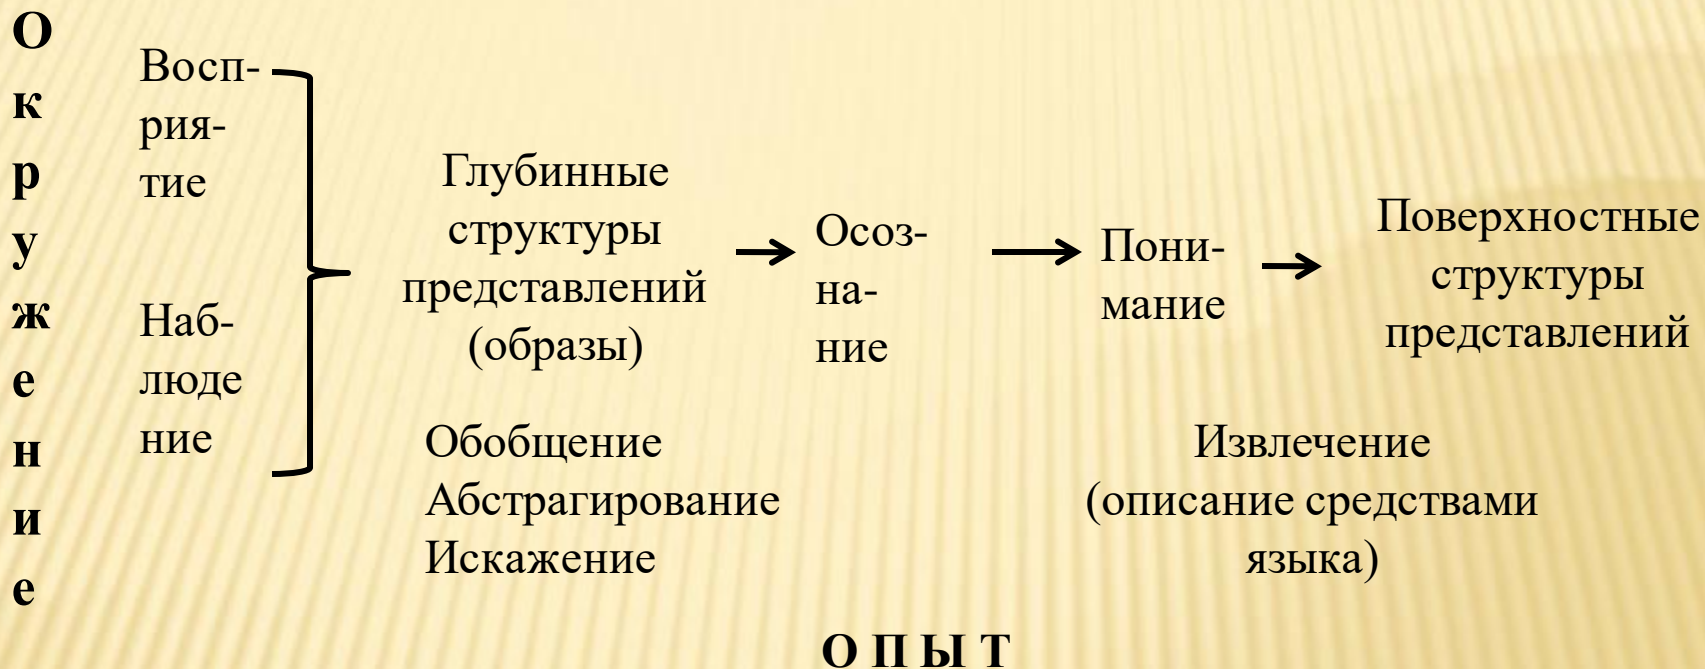 Окружение
Восп-
рия-
тие
Наб-
люде
ние
Глубинные
структуры
представлений
(образы)
Обобщение
Абстрагирование
Искажение
Осоз-
на-
ние
Пони-
мание
Поверхностные
структуры
представлений
Извлечение
(описание средствами
языка)
О П Ы Т